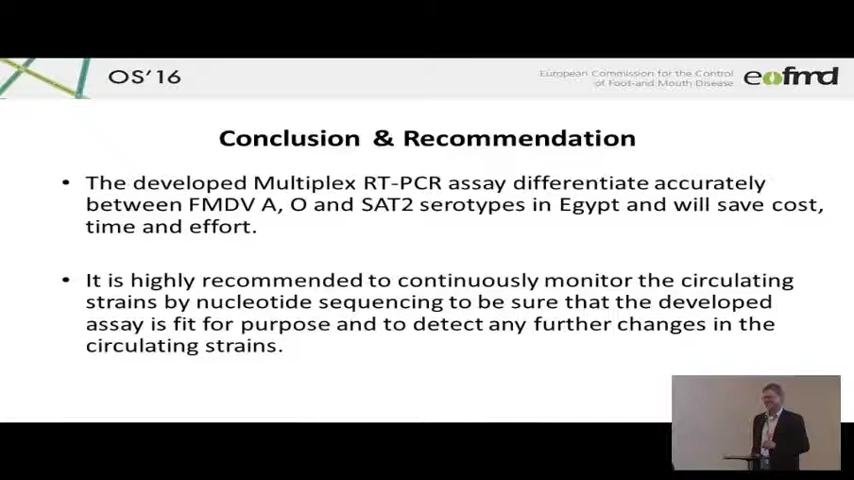 OS'16
European Commission for the Control
of Foot-and-Mouth Disease
eofmd
Conclusion & Recommendation
• The developed Multiplex RT-PCR assay differentiate accurately
between FMDV A, O and SAT2 serotypes in Egypt and will save cost,
time and effort.
• It is highly recommended to continuously monitor the circulating
strains by nucleotide sequencing to be sure that the developed
assay is fit for purpose and to detect any further changes in the
circulating strains.